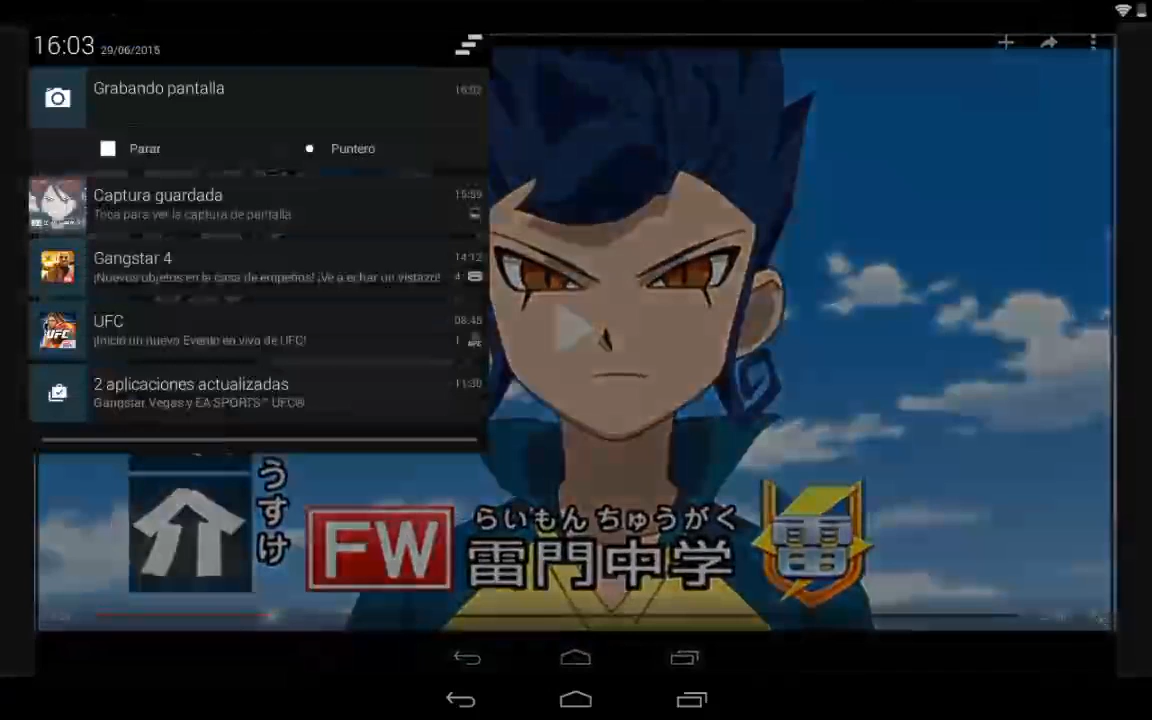 16:03 29/06/2015
Grabando pantalla 16:02
Parar Puntero
Captura guardada 15:59
Toca para ver la captura de pantalla
Gangstar 4 14:12
¡Nuevos objetos en la casa de empeños! ¡Ve a echar un vistazo! 4
UFC 08:45
¡Inició un nuevo Evento en vivo de UFC! 1
2 aplicaciones actualizadas 11:30
Gangstar Vegas y EA SPORTS™ UFC®
うすけ
介
FW
らいもんちゅうがく
雷門中学
雷